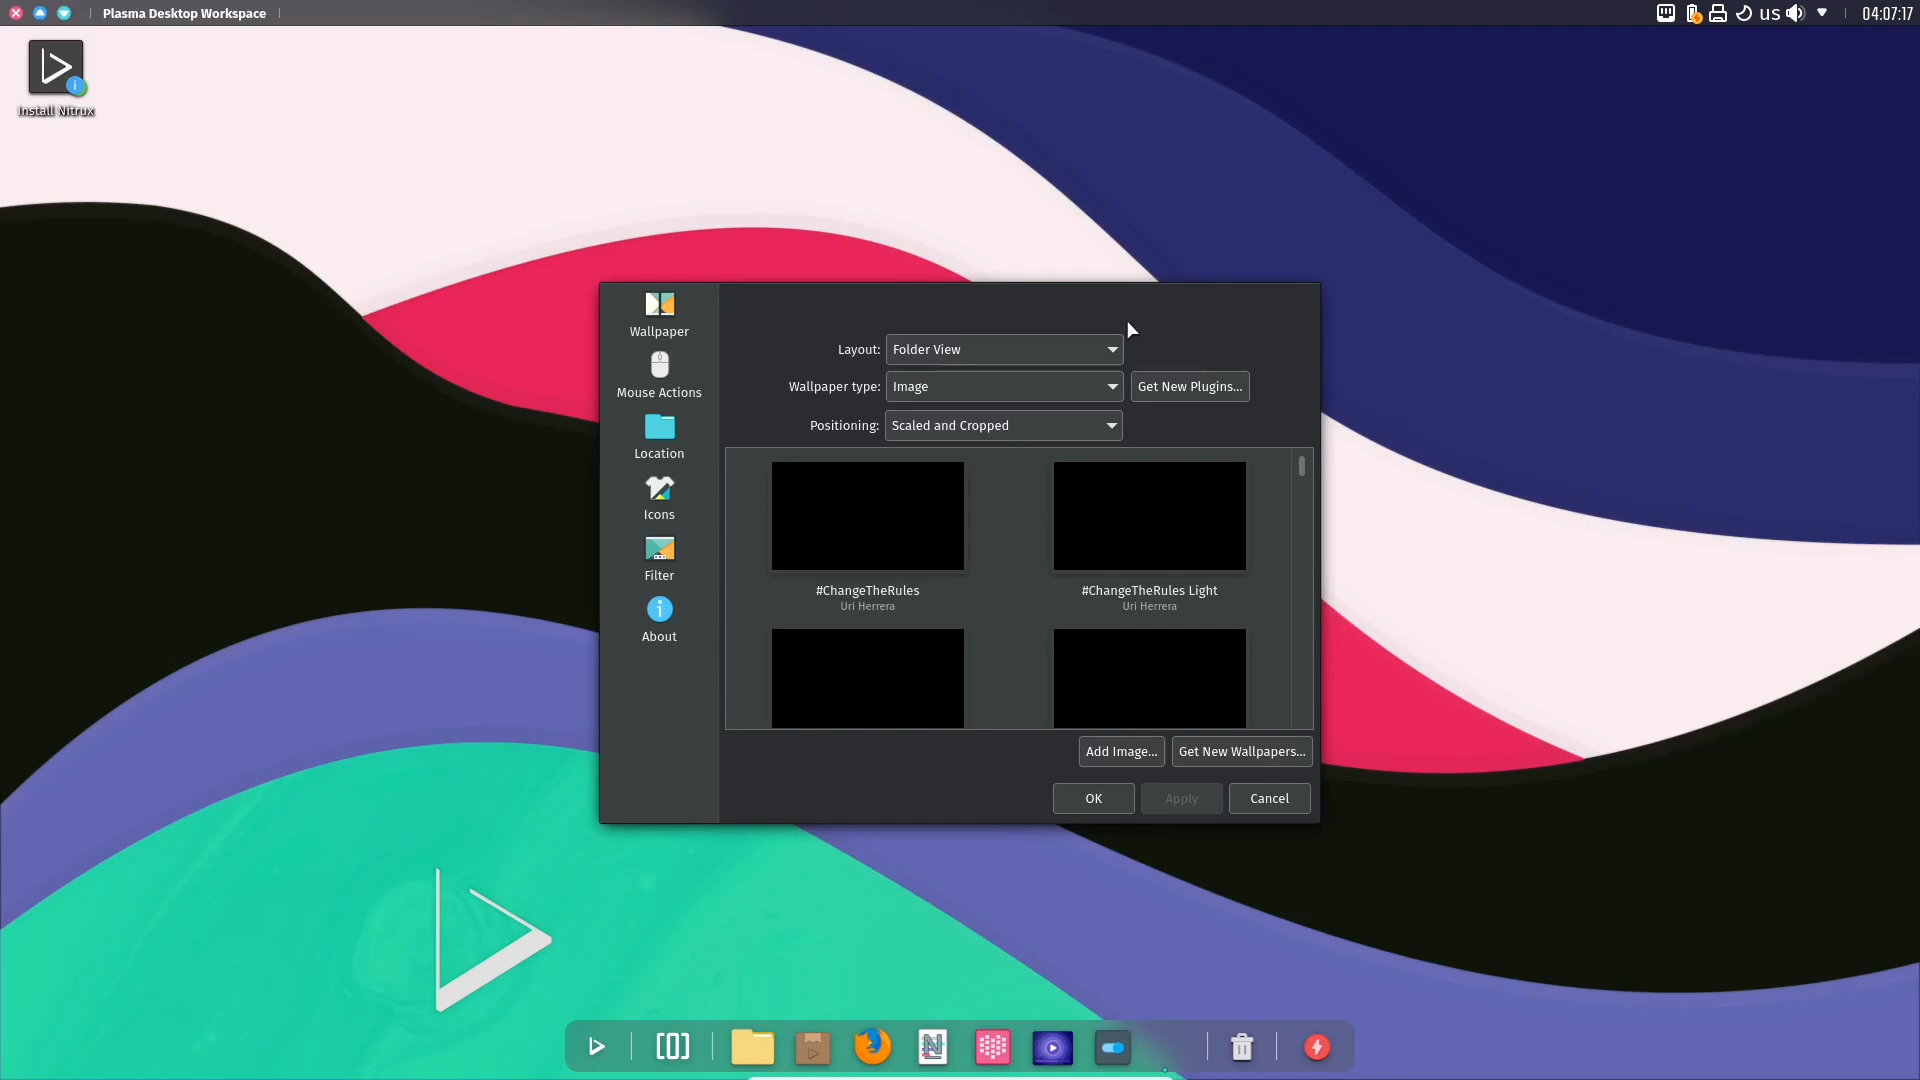 Plasma Desktop Workspace
us
04:07:17
Install Nitrux
Wallpaper
Mouse Actions
Location
Icons
Filter
About
Layout: Folder View
Wallpaper type: Image Get New Plugins...
Positioning: Scaled and Cropped
#ChangeTheRules
Uri Herrera
#ChangeTheRules Light
Uri Herrera
Add Image... Get New Wallpapers...
OK Apply Cancel